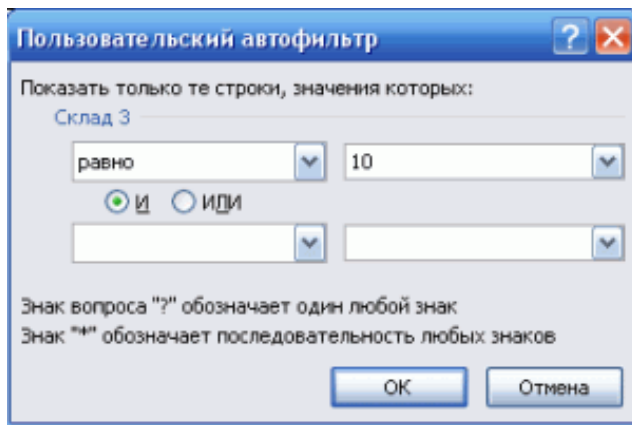 Пользовательский автофильтр
Показать только те строки, значения которых:
Склад 3
равно 10
И ИЛИ
Знак вопроса "?" обозначает один любой знак
Знак "*" обозначает последовательность любых знаков
ОК Отмена